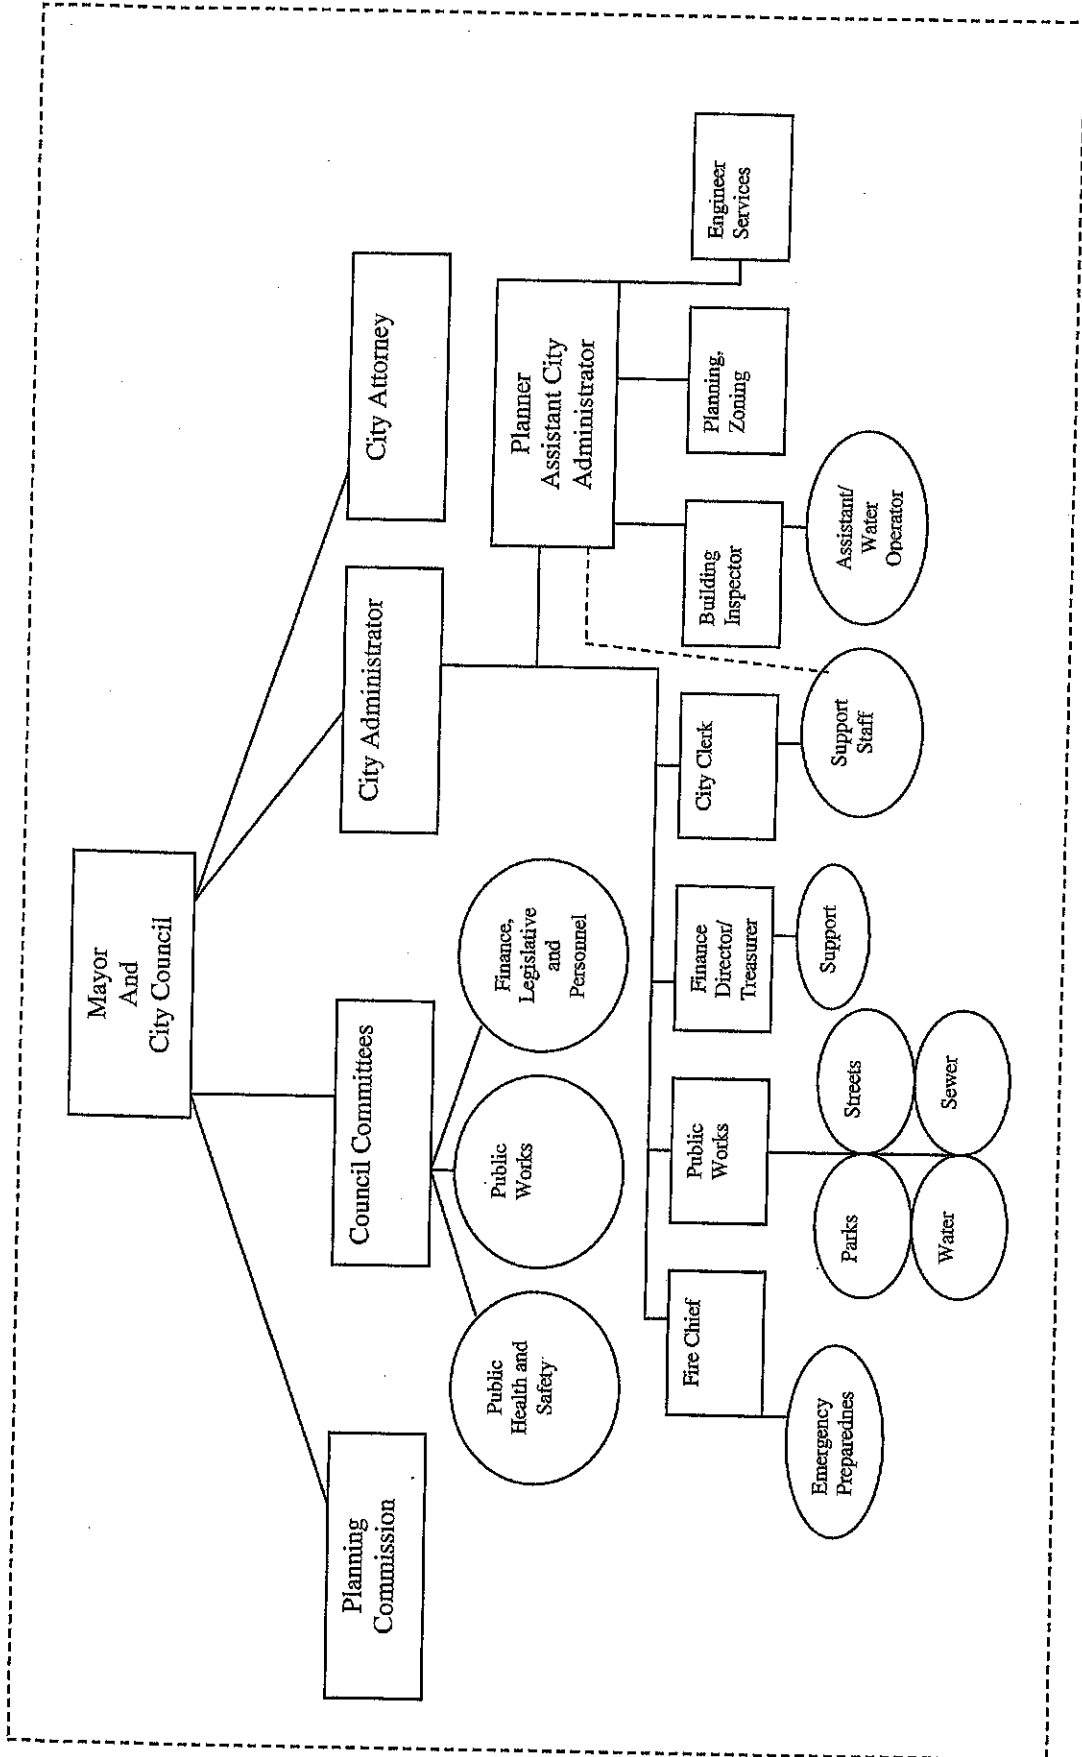 Mayor
And
City Council
Planning
Commission
Council Committees
City Administrator
City Attorney
Public
Health and
Safety
Public
Works
Finance,
Legislative
and
Personnel
Planner
Assistant City
Administrator
Fire Chief
Public
Works
Finance
Director/
Treasurer
City Clerk
Building
Inspector
Planning,
Zoning
Engineer
Services
Emergency
Preparednes
Parks
Streets
Water
Sewer
Support
Support
Staff
Assistant/
Water
Operator